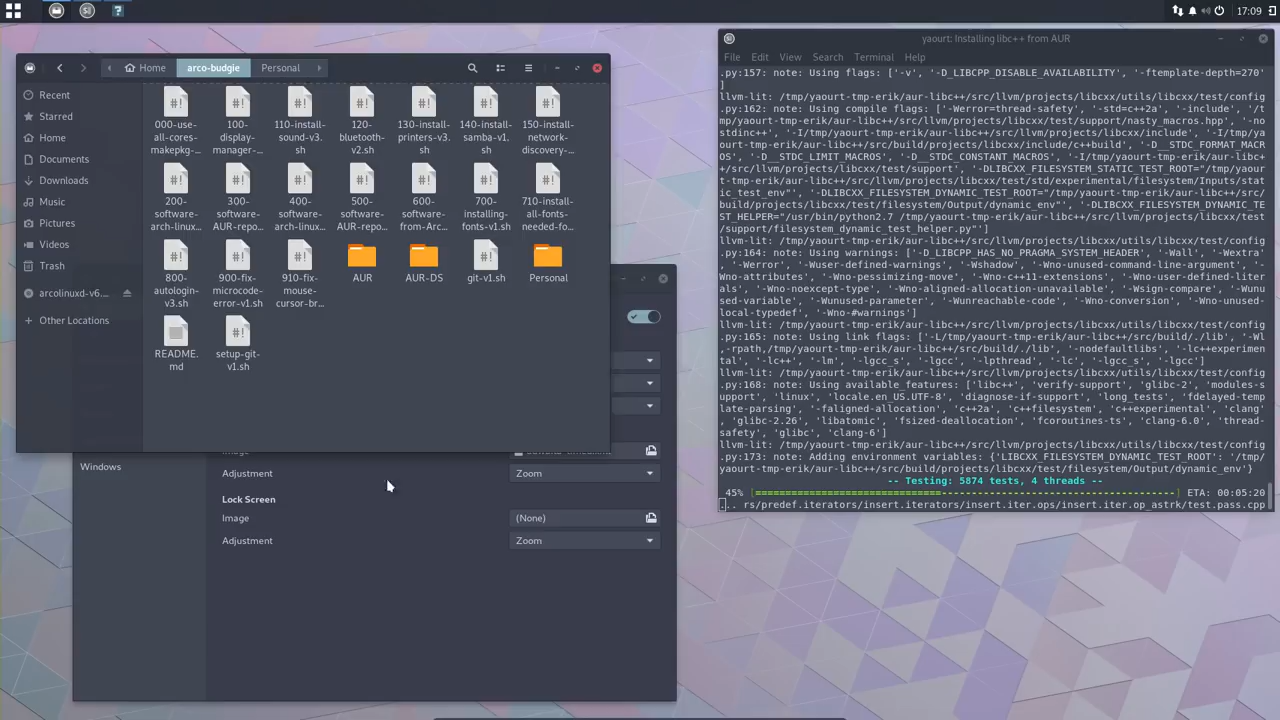 17:09
Home
arco-budgie
Personal
Recent
Starred
Home
Documents
Downloads
Music
Pictures
Videos
Trash
arcolinuxd-v6....
Other Locations
000-use-
all-cores-
makepkg-...
100-
display-
manager-...
110-install-
sound-v3.
sh
120-
bluetooth-
v2.sh
130-install-
printers-v3.
sh
140-install-
samba-v1.
sh
150-install-
network-
discovery-...
200-
software-
arch-linux-...
300-
software-
AUR-repo...
400-
software-
arch-linux-...
500-
software-
AUR-repo...
600-
software-
from-Arc...
700-
installing-
fonts-v1.sh
710-install-
all-fonts-
needed-fo...
800-
autologin-
v3.sh
900-fix-
microcode-
error-v1.sh
910-fix-
mouse-
cursor-br...
AUR
AUR-DS
git-v1.sh
Personal
README.
md
setup-git-
v1.sh
Windows
Adjustment
Zoom
Lock Screen
Image
(None)
Adjustment
Zoom
yaourt: Installing libc++ from AUR
File Edit View Search Terminal Help
.py:157: note: Using flags: ['-v', '-D_LIBCPP_DISABLE_AVAILABILITY', '-ftemplate-depth=270'
]
llvm-lit: /tmp/yaourt-tmp-erik/aur-libc++/src/llvm/projects/libcxx/utils/libcxx/test/config
.py:162: note: Using compile flags: ['-Werror=thread-safety', '-std=c++2a', '-include', '/t
mp/yaourt-tmp-erik/aur-libc++/src/llvm/projects/libcxx/test/support/nasty_macros.hpp', '-no
stdinc++', '-I/tmp/yaourt-tmp-erik/aur-libc++/src/llvm/projects/libcxx/include', '-I/tmp/ya
ourt-tmp-erik/aur-libc++/src/build/projects/libcxx/include/c++build', '-D__STDC_FORMAT_MACR
OS', '-D__STDC_LIMIT_MACROS', '-D__STDC_CONSTANT_MACROS', '-I/tmp/yaourt-tmp-erik/aur-libc+
+/src/llvm/projects/libcxx/test/support', '-DLIBCXX_FILESYSTEM_STATIC_TEST_ROOT="/tmp/yaour
t-tmp-erik/aur-libc++/src/llvm/projects/libcxx/test/std/experimental/filesystem/Inputs/stat
ic_test_env"', '-DLIBCXX_FILESYSTEM_DYNAMIC_TEST_ROOT="/tmp/yaourt-tmp-erik/aur-libc++/src/
build/projects/libcxx/test/filesystem/Output/dynamic_env"', '-DLIBCXX_FILESYSTEM_DYNAMIC_TE
ST_HELPER="/usr/bin/python2.7 /tmp/yaourt-tmp-erik/aur-libc++/src/llvm/projects/libcxx/test
/support/filesystem_dynamic_test_helper.py"']
llvm-lit: /tmp/yaourt-tmp-erik/aur-libc++/src/llvm/projects/libcxx/utils/libcxx/test/config
.py:164: note: Using warnings: ['-D_LIBCPP_HAS_NO_PRAGMA_SYSTEM_HEADER', '-Wall', '-Wextra'
, '-Werror', '-Wuser-defined-warnings', '-Wshadow', '-Wno-unused-command-line-argument', '-
Wno-attributes', '-Wno-pessimizing-move', '-Wno-c++11-extensions', '-Wno-user-defined-liter
als', '-Wno-noexcept-type', '-Wno-aligned-allocation-unavailable', '-Wsign-compare', '-Wunu
sed-variable', '-Wunused-parameter', '-Wunreachable-code', '-Wno-conversion', '-Wno-unused-
local-typedef', '-Wno-#warnings']
llvm-lit: /tmp/yaourt-tmp-erik/aur-libc++/src/llvm/projects/libcxx/utils/libcxx/test/config
.py:165: note: Using link flags: ['-L/tmp/yaourt-tmp-erik/aur-libc++/src/build/./lib', '-Wl
,-rpath,/tmp/yaourt-tmp-erik/aur-libc++/src/build/./lib', '-nodefaultlibs', '-lc++experimen
tal', '-lc++', '-lm', '-lgcc_s', '-lgcc', '-lpthread', '-lc', '-lgcc_s', '-lgcc']
llvm-lit: /tmp/yaourt-tmp-erik/aur-libc++/src/llvm/projects/libcxx/utils/libcxx/test/config
.py:168: note: Using available_features: ['libc++', 'verify-support', 'glibc-2', 'modules-s
upport', 'linux', 'locale.en_US.UTF-8', 'diagnose-if-support', 'long_tests', 'fdelayed-temp
late-parsing', '-faligned-allocation', 'c++2a', 'c++filesystem', 'c++experimental', 'clang'
, 'glibc-2.26', 'libatomic', 'fsized-deallocation', 'fcoroutines-ts', 'clang-6.0', 'thread-
safety', 'glibc', 'clang-6']
llvm-lit: /tmp/yaourt-tmp-erik/aur-libc++/src/llvm/projects/libcxx/utils/libcxx/test/config
.py:173: note: Adding environment variables: {'LIBCXX_FILESYSTEM_DYNAMIC_TEST_ROOT': '/tmp/
yaourt-tmp-erik/aur-libc++/src/build/projects/libcxx/test/filesystem/Output/dynamic_env'}
-- Testing: 5874 tests, 4 threads --
45% [==============================------------------------------------] ETA: 00:05:20
... rs/predef.iterators/insert.iterators/insert.iter.ops/insert.iter.op_astrk/test.pass.cpp